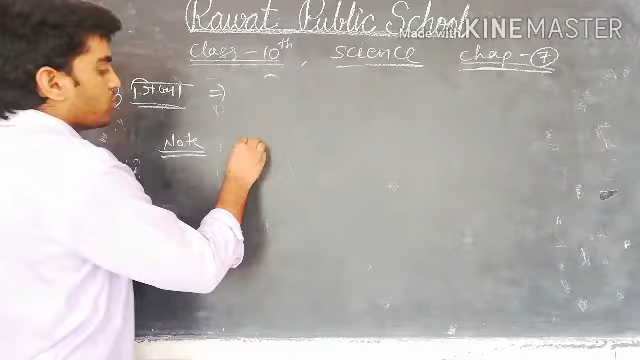 Rawat Public School
Made with KINEMASTER
Class - 10th, Science Chap - 7
⇒
Note